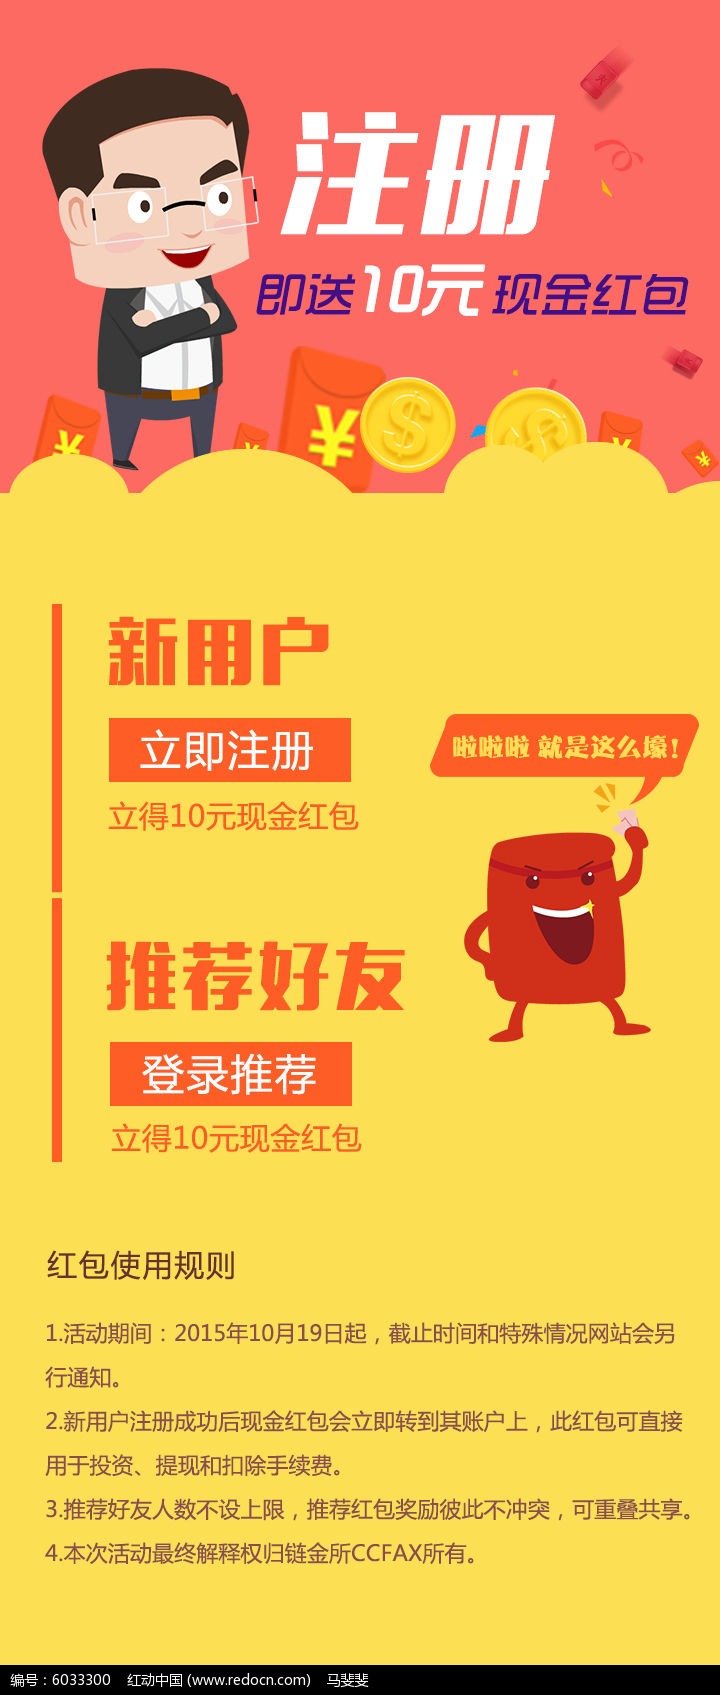 注册
即送10元现金红包
¥ ¥ ¥ $ ¥ ¥
新用户
立即注册
立得10元现金红包
啦啦啦 就是这么壕!
推荐好友
登录推荐
立得10元现金红包
红包使用规则
1.活动期间：2015年10月19日起，截止时间和特殊情况网站会另
行通知。
2.新用户注册成功后现金红包会立即转到其账户上，此红包可直接
用于投资、提现和扣除手续费。
3.推荐好友人数不设上限，推荐红包奖励彼此不冲突，可重叠共享。
4.本次活动最终解释权归链金所CCFAX所有。
编号：6033300 红动中国 (www.redocn.com) 马斐斐